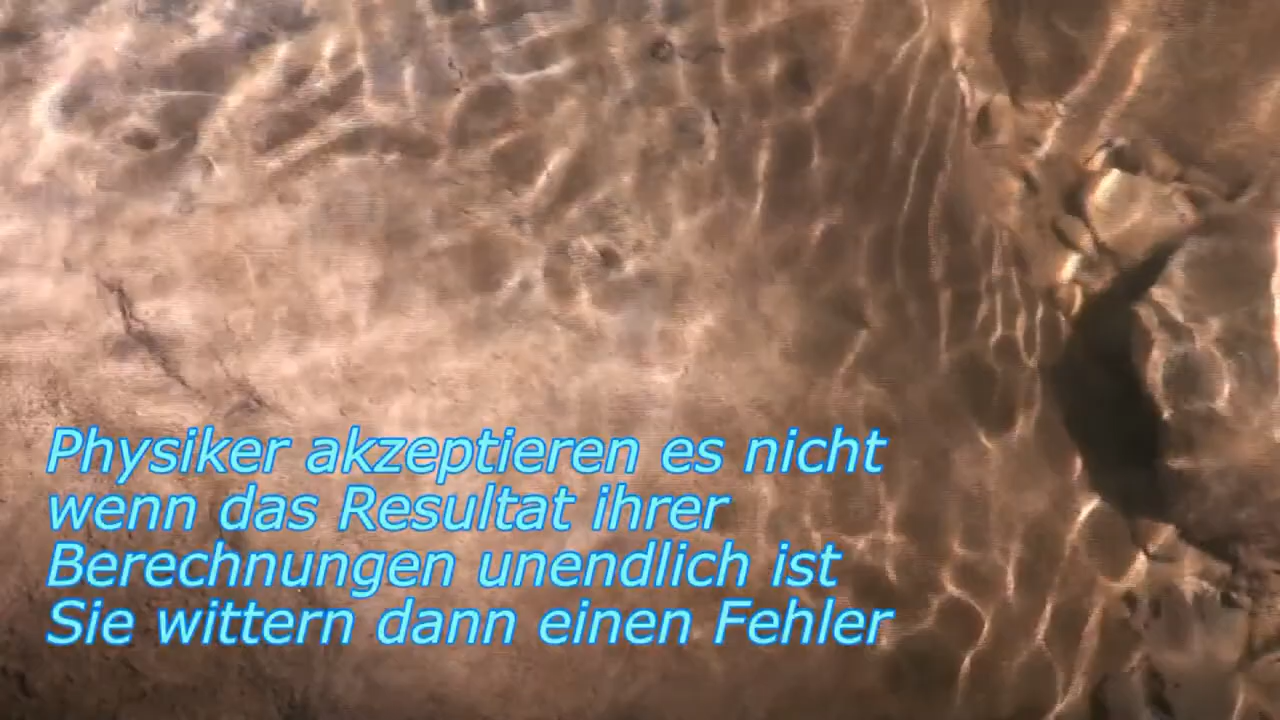 Physiker akzeptieren es nicht
wenn das Resultat ihrer
Berechnungen unendlich ist
Sie wittern dann einen Fehler